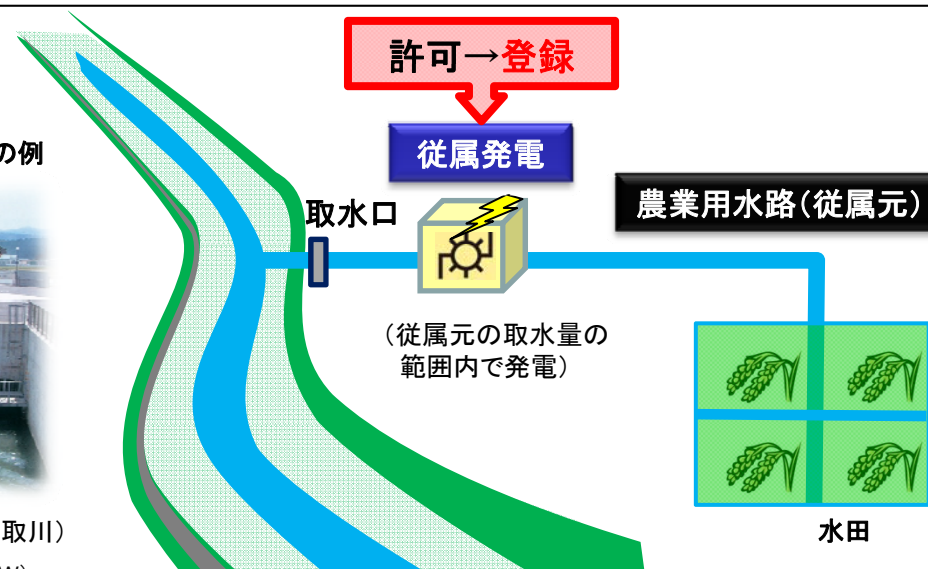 許可→登録
従属発電
の例
取水口
農業用水路(従属元)
(従属元の取水量の
範囲内で発電)
水田
取川)
W)